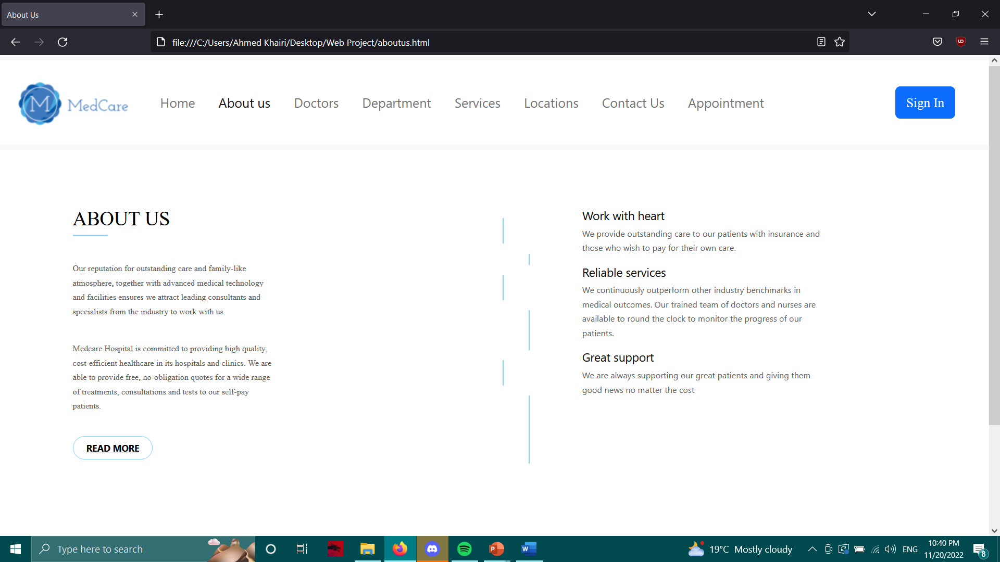 About Us
file:///C:/Users/Ahmed Khairi/Desktop/Web Project/aboutus.html
M MedCare
Home About us Doctors Department Services Locations Contact Us Appointment Sign In
ABOUT US
Our reputation for outstanding care and family-like
atmosphere, together with advanced medical technology
and facilities ensures we attract leading consultants and
specialists from the industry to work with us.
Medcare Hospital is committed to providing high quality,
cost-efficient healthcare in its hospitals and clinics. We are
able to provide free, no-obligation quotes for a wide range
of treatments, consultations and tests to our self-pay
patients.
READ MORE
Work with heart
We provide outstanding care to our patients with insurance and
those who wish to pay for their own care.
Reliable services
We continuously outperform other industry benchmarks in
medical outcomes. Our trained team of doctors and nurses are
available to round the clock to monitor the progress of our
patients.
Great support
We are always supporting our great patients and giving them
good news no matter the cost
Type here to search
P
W
19°C Mostly cloudy
ENG
10:40 PM
11/20/2022
8